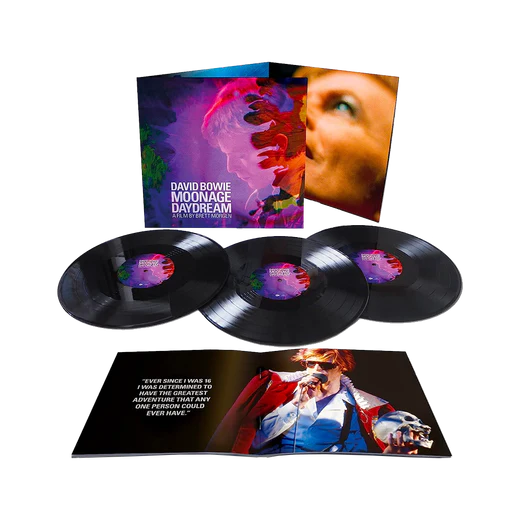 DAVID BOWIE
MOONAGE
DAYDREAM
A FILM BY BRETT MORGEN
"EVER SINCE I WAS 16
I WAS DETERMINED TO
HAVE THE GREATEST
ADVENTURE THAT ANY
ONE PERSON COULD
EVER HAVE."